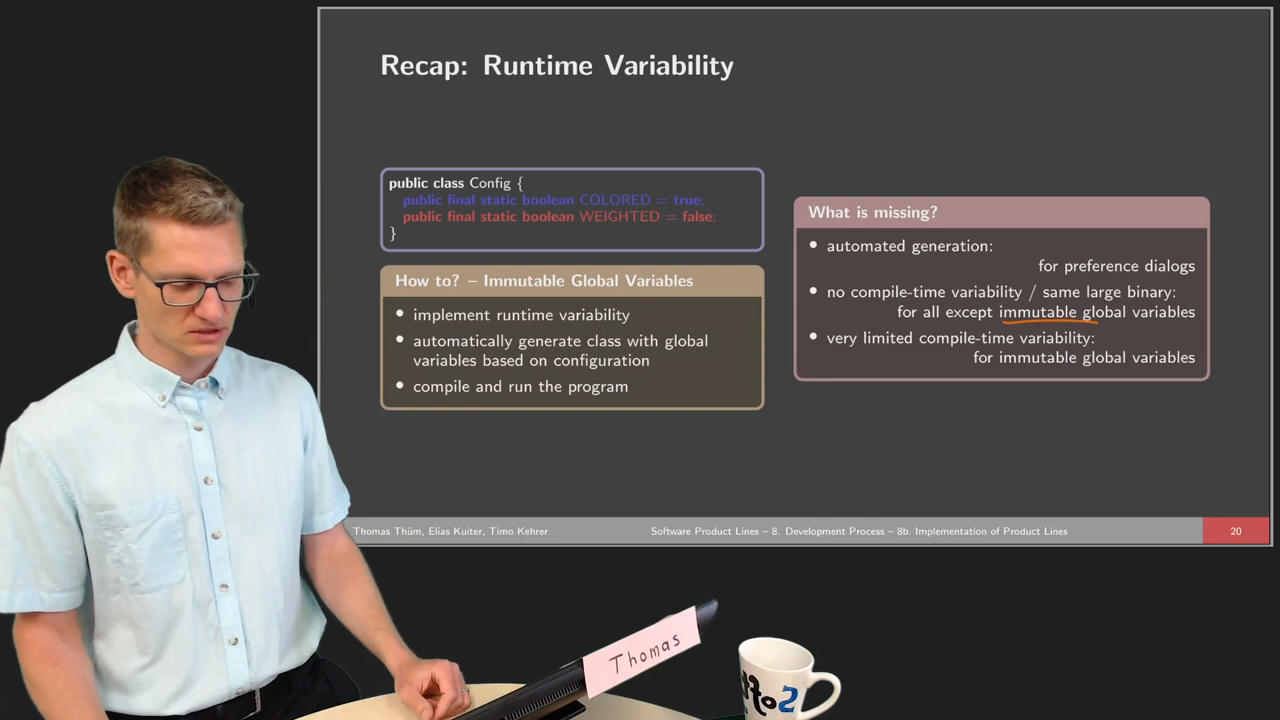 Recap: Runtime Variability
public class Config {
public final static boolean COLORED = true;
public final static boolean WEIGHTED = false;
}
How to? – Immutable Global Variables
• implement runtime variability
• automatically generate class with global
variables based on configuration
• compile and run the program
What is missing?
• automated generation:
for preference dialogs
• no compile-time variability / same large binary:
for all except immutable global variables
• very limited compile-time variability:
for immutable global variables
Thomas Thüm, Elias Kuiter, Timo Kehrer
Software Product Lines – 8. Development Process – 8b. Implementation of Product Lines
20
Thomas